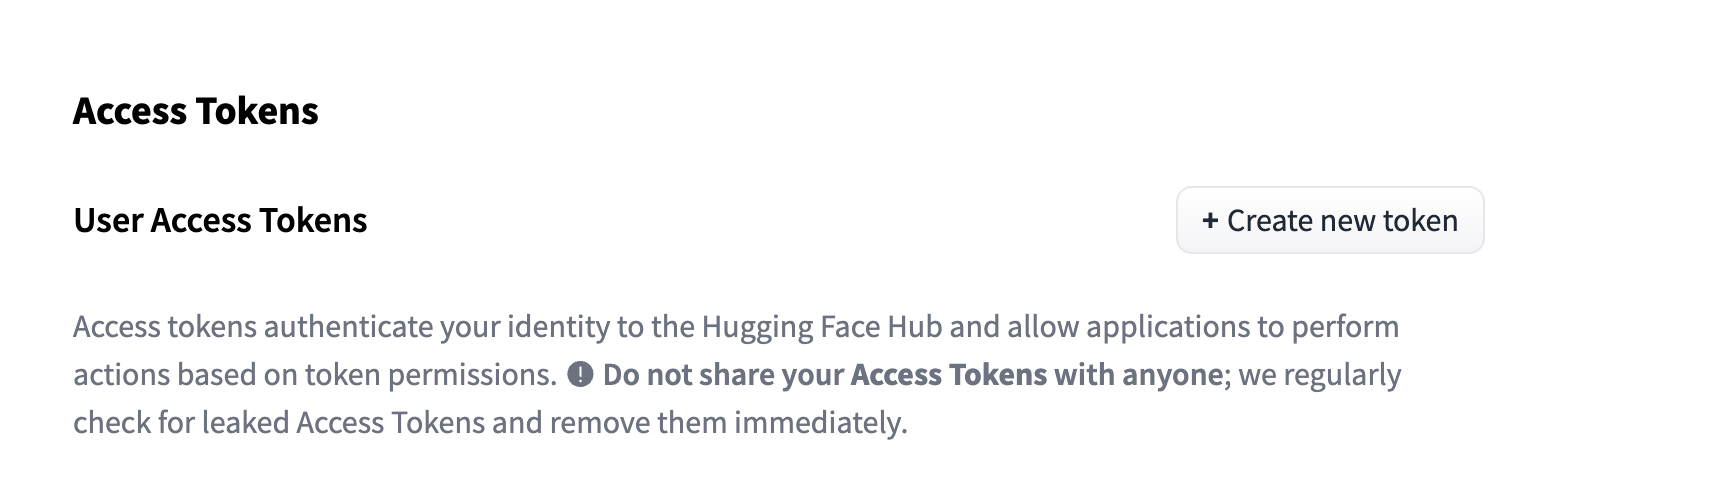 Access Tokens
User Access Tokens
+ Create new token
Access tokens authenticate your identity to the Hugging Face Hub and allow applications to perform
actions based on token permissions. ! Do not share your Access Tokens with anyone; we regularly
check for leaked Access Tokens and remove them immediately.